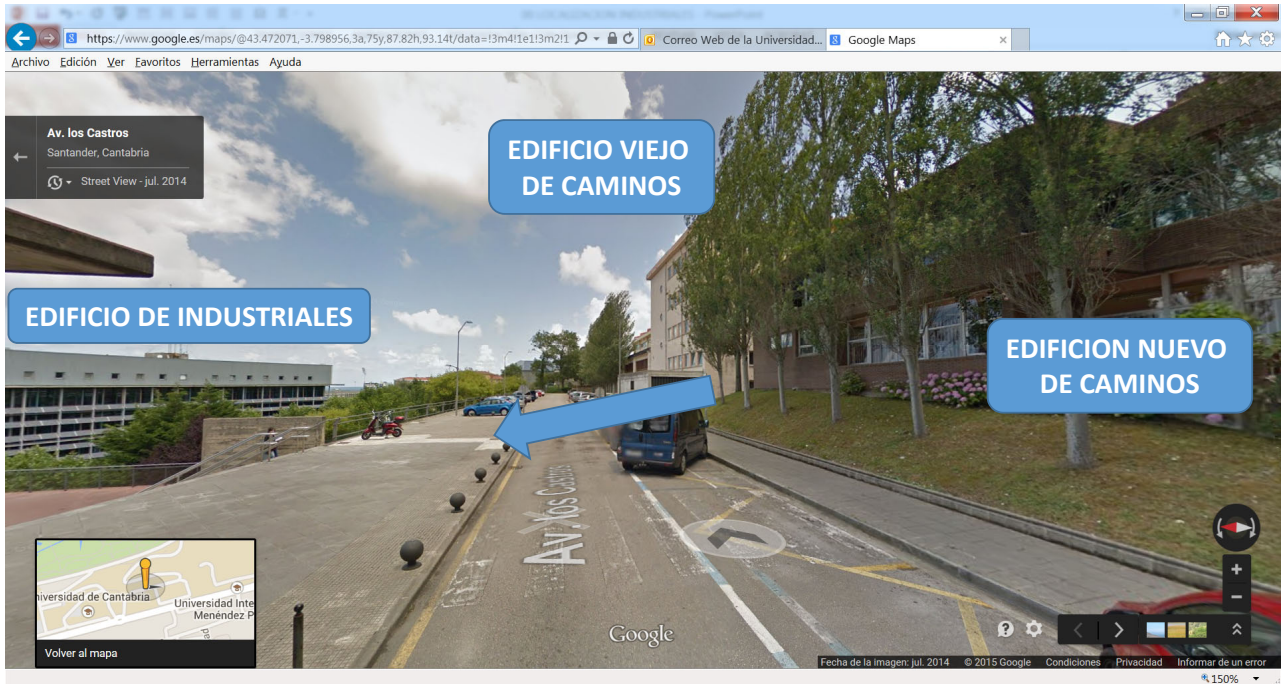 https://www.google.es/maps/@43.472071,-3.798956,3a,75y,87.82h,93.14t/data=!3m4!1e1!3m2!1
Correo Web de la Universidad...
Google Maps
Archivo Edición Ver Favoritos Herramientas Ayuda
Av. los Castros
Santander, Cantabria
Street View - jul. 2014
EDIFICIO VIEJO
DE CAMINOS
EDIFICIO DE INDUSTRIALES
EDIFICION NUEVO
DE CAMINOS
Av. los Castros
niversidad de Cantabria
Universidad Inte
Menéndez P
Volver al mapa
Google
Fecha de la imagen: jul. 2014 © 2015 Google Condiciones Privacidad Informar de un error
150%